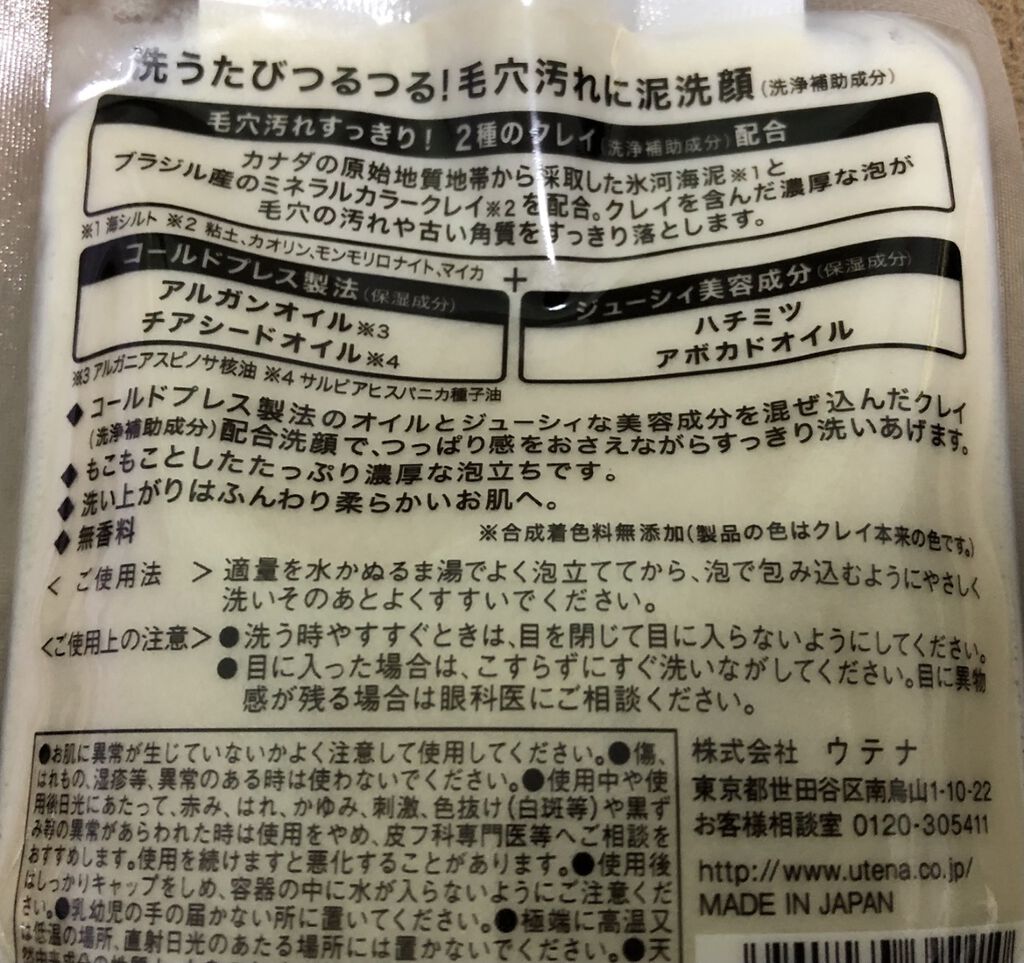 洗うたびつるつる!毛穴汚れに泥洗顔(洗浄補助成分)
毛穴汚れすっきり! 2種のクレイ(洗浄補助成分)配合
カナダの原始地質地帯から採取した氷河海泥※1と
ブラジル産のミネラルカラークレイ※2を配合。クレイを含んだ濃厚な泡が
毛穴の汚れや古い角質をすっきり落とします。
※1 海シルト ※2 粘土、カオリン、モンモリロナイト、マイカ
コールドプレス製法(保湿成分)
アルガンオイル※3
チアシードオイル※4
+
ジューシィ美容成分(保湿成分)
ハチミツ
アボカドオイル
※3 アルガニアスピノサ核油 ※4 サルビアヒスパニカ種子油
◆コールドプレス製法のオイルとジューシィな美容成分を混ぜ込んだクレイ
(洗浄補助成分)配合洗顔で、つっぱり感をおさえながらすっきり洗いあげます。
◆もこもことしたたっぷり濃厚な泡立ちです。
◆洗い上がりはふんわり柔らかいお肌へ。
◆無香料
※合成着色料無添加(製品の色はクレイ本来の色です。)
<ご使用法>適量を水かぬるま湯でよく泡立ててから、泡で包み込むようにやさしく
洗いそのあとよくすすいでください。
<ご使用上の注意>●洗う時やすすぐときは、目を閉じて目に入らないようにしてください。
●目に入った場合は、こすらずにすぐ洗いながしてください。目に異物
感が残る場合は眼科医にご相談ください。
●お肌に異常が生じていないかよく注意して使用してください。●傷、
はれもの、湿疹等、異常のある時は使わないでください。●使用中や使
用後日光にあたって、赤み、はれ、かゆみ、刺激、色抜け(白斑等)や黒ず
み等の異常があらわれた時は使用をやめ、皮フ科専門医等へご相談を
おすすめします。使用を続けますと悪化することがあります。●使用後
はしっかりキャップをしめ、容器の中に水が入らないようにご注意くだ
さい。●乳幼児の手の届かない所に置いてください。●極端に高温又
は低温の場所、直射日光のあたる場所には置かないでください。●天
株式会社 ウテナ
東京都世田谷区南烏山1-10-22
お客様相談室 0120-305411
http://www.utena.co.jp/
MADE IN JAPAN